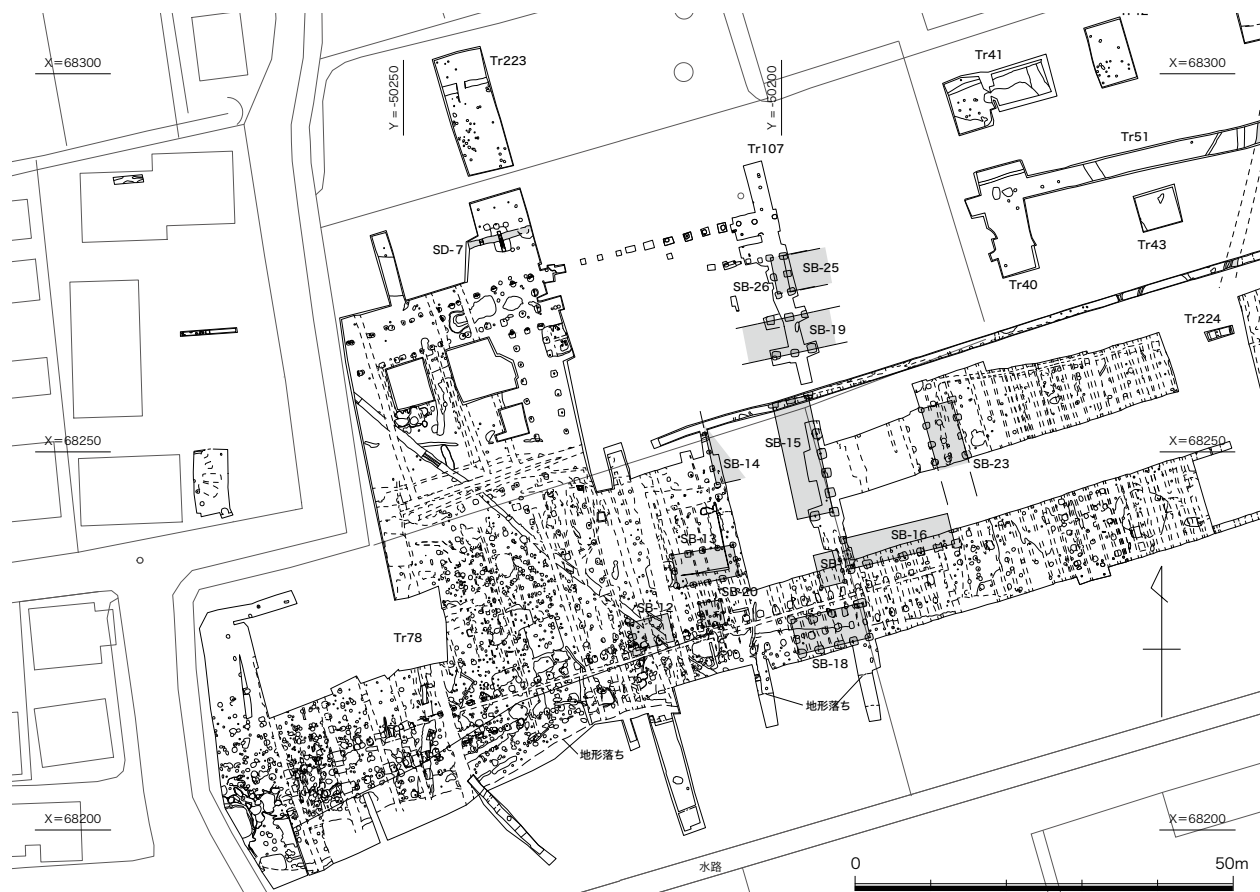 X=68300
Y = -50250
Tr223
Y = -50200
Tr41
X=68300
Tr51
Tr107
SD-7
SB-25
SB-26
Tr43
Tr40
SB-19
Tr224
X=68250
SB-15
X=68250
SB-14
SB-23
SB-13
SB-16
SB-
SB-20
SB-12
Tr78
SB-18
地形落ち
地形落ち
X=68200
X=68200
水路
0
50m